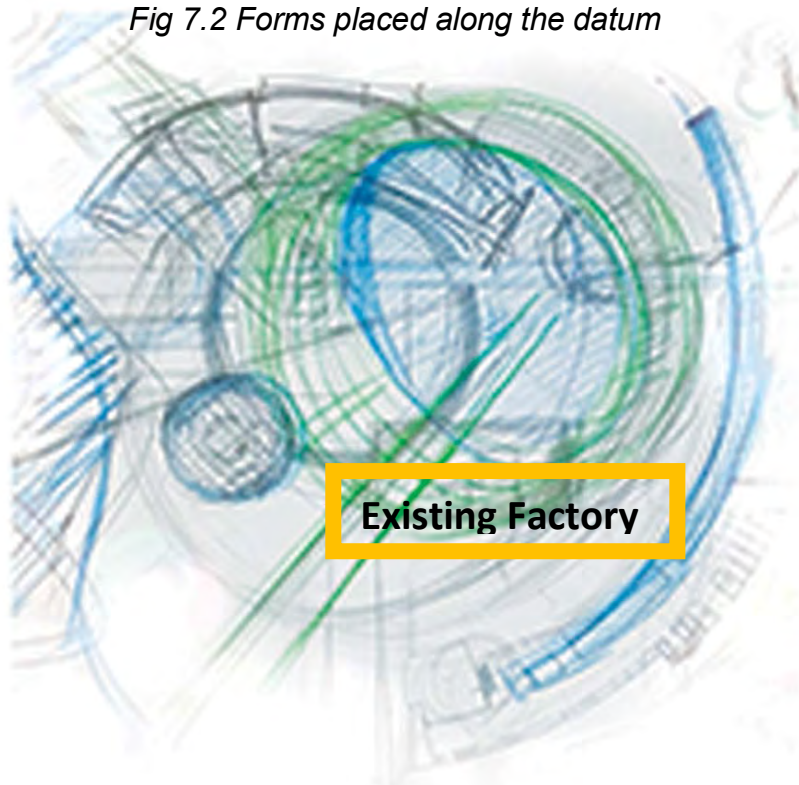 Fig 7.2 Forms placed along the datum
Existing Factory